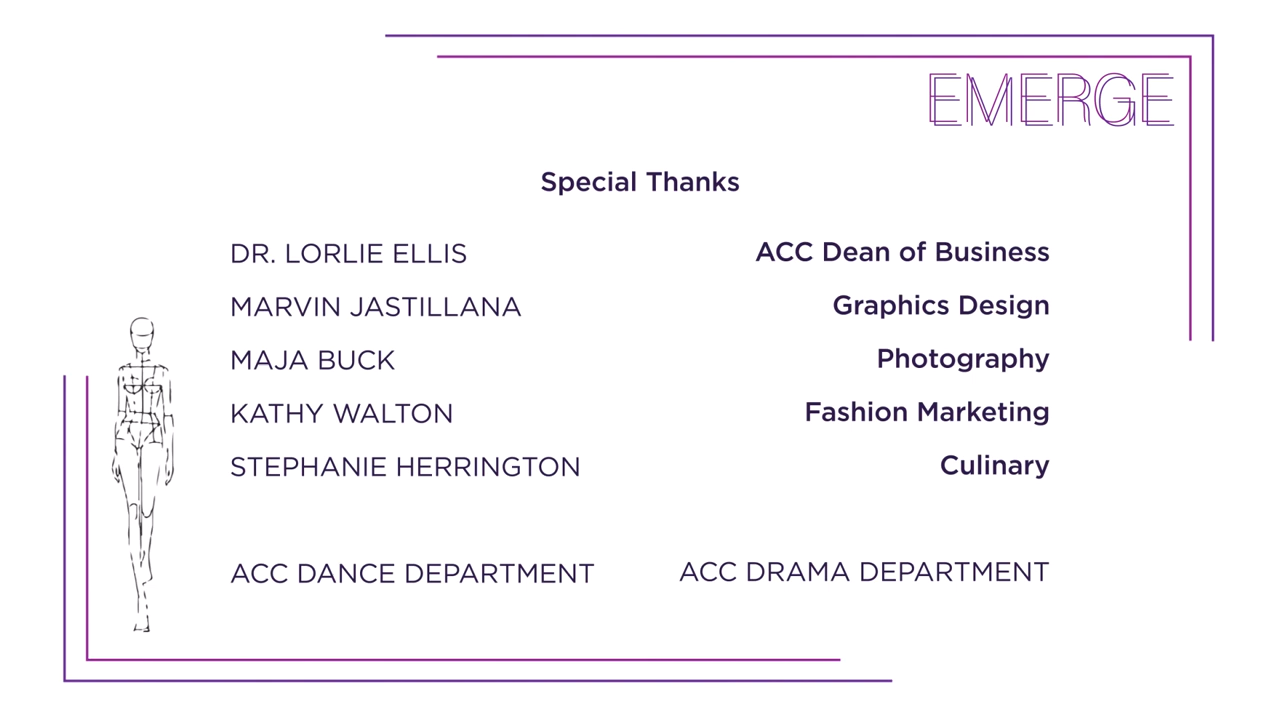 EMERGE
Special Thanks
DR. LORLIE ELLIS ACC Dean of Business
MARVIN JASTILLANA Graphics Design
MAJA BUCK Photography
KATHY WALTON Fashion Marketing
STEPHANIE HERRINGTON Culinary
ACC DANCE DEPARTMENT ACC DRAMA DEPARTMENT